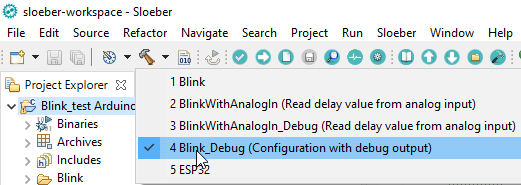 sloeber-workspace - Sloeber
File Edit Source Refactor Navigate Search Project Run Sloeber Window Help
010
Project Explorer
1 Blink
Blink_test Arduino
2 BlinkWithAnalogIn (Read delay value from analog input)
Binaries
3 BlinkWithAnalogIn_Debug (Read delay value from analog input)
Archives
4 Blink_Debug (Configuration with debug output)
Includes
5 ESP32
Blink